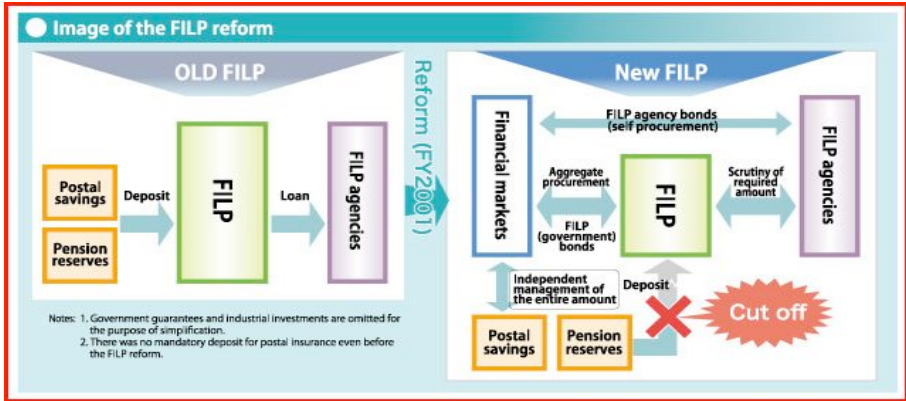 Image of the FILP reform
OLD FILP
Postal
savings
Pension
reserves
Deposit
FILP
Loan
FILP agencies
Notes: 1. Government guarantees and industrial investments are omitted for
the purpose of simplification.
2. There was no mandatory deposit for postal insurance even before
the FILP reform.
Reform (FY2001)
New FILP
Financial markets
FILP agency bonds
(self procurement)
Aggregate
procurement
FILP
(government)
bonds
FILP
Scrutiny of
required
amount
FILP agencies
Independent
management of
the entire amount
Deposit
Cut off
Postal
savings
Pension
reserves